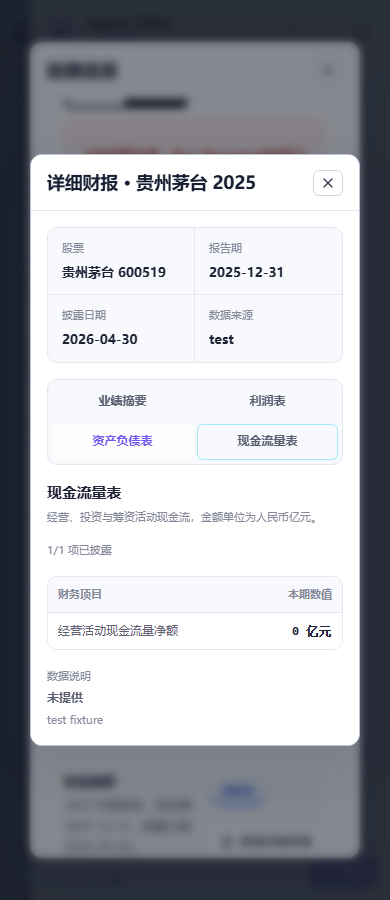 详细财报 • 贵州茅台 2025
股票
报告期
贵州茅台 600519
2025-12-31
披露日期
数据来源
2026-04-30
test
业绩摘要
利润表
资产负债表
现金流量表
现金流量表
经营、投资与筹资活动现金流，金额单位为人民币亿元。
1/1 项已披露
财务项目
本期数值
经营活动现金流量净额
0 亿元
数据说明
未提供
test fixture